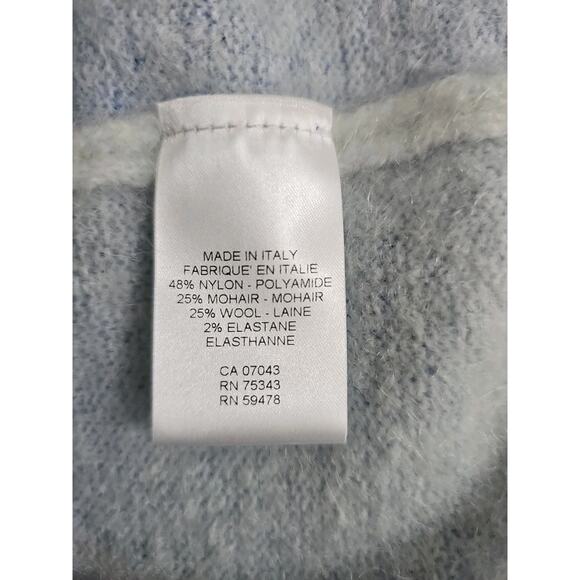 MADE IN ITALY
FABRIQUE' EN ITALIE
48% NYLON - POLYAMIDE
25% MOHAIR - MOHAIR
25% WOOL - LAINE
2% ELASTANE
ELASTHANNE
CA 07043
RN 75343
RN 59478